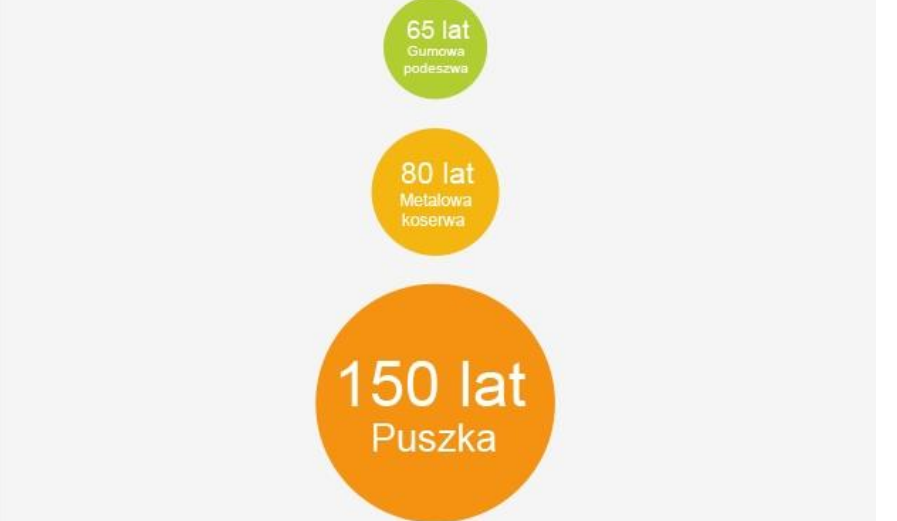 65 lat
Gumowa
podeszwa
80 lat
Metalowa
koserwa
150 lat
Puszka